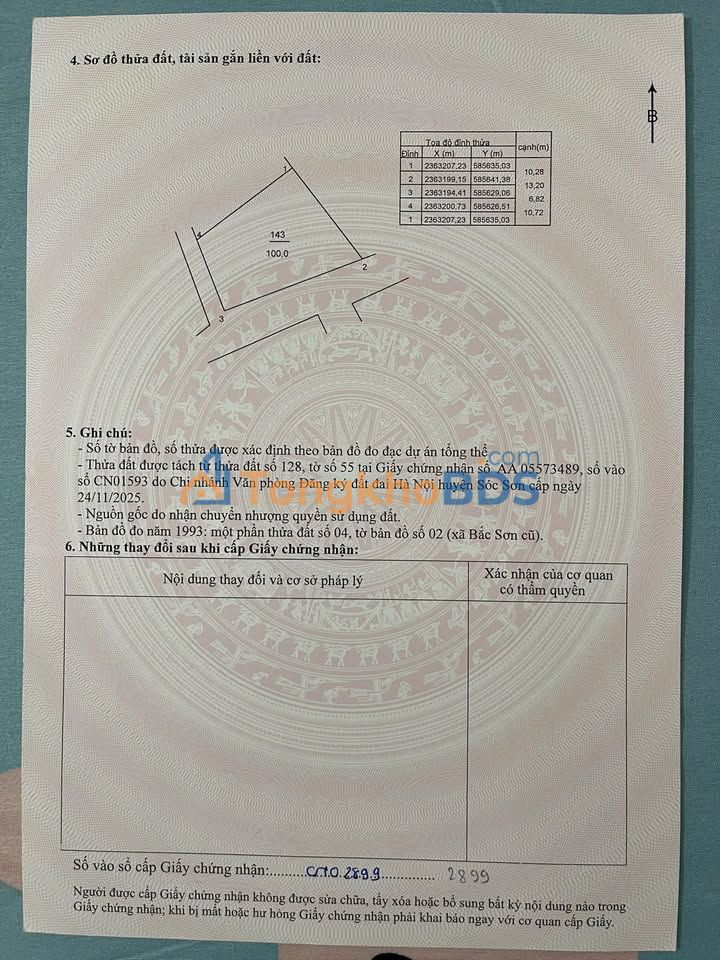 4. Sơ đồ thửa đất, tài sản gắn liền với đất:
B
Tọa độ đỉnh thửa cạnh(m)
Đỉnh X (m) Y (m)
1 2363207,23 585635,03
10,28
2 2363199,15 585641,38
13,20
3 2363194,41 585629,06
6,82
4 2363200,73 585626,51
10,72
1 2363207,23 585635,03
1
4
143
100,0
2
3
5. Ghi chú:
- Số tờ bản đồ, số thửa được xác định theo bản đồ đo đạc dự án tổng thể
- Thửa đất được tách từ thửa đất số 128, tờ số 55 tại Giấy chứng nhận số AA 05573489, số vào
sổ CN01593 do Chi nhánh Văn phòng Đăng ký đất đai Hà Nội huyện Sóc Sơn cấp ngày
24/11/2025.
TongkhoBDS.com
- Nguồn gốc do nhận chuyển nhượng quyền sử dụng đất.
- Bản đồ đo năm 1993: một phần thửa đất số 04, tờ bản đồ số 02 (xã Bắc Sơn cũ).
6. Những thay đổi sau khi cấp Giấy chứng nhận:
Nội dung thay đổi và cơ sở pháp lý
Xác nhận của cơ quan
có thẩm quyền
Số vào sổ cấp Giấy chứng nhận:.........CN0.2899.............. 2899
Người được cấp Giấy chứng nhận không được sửa chữa, tẩy xóa hoặc bổ sung bất kỳ nội dung nào trong
Giấy chứng nhận; khi bị mất hoặc hư hỏng Giấy chứng nhận phải khai báo ngay với cơ quan cấp Giấy.